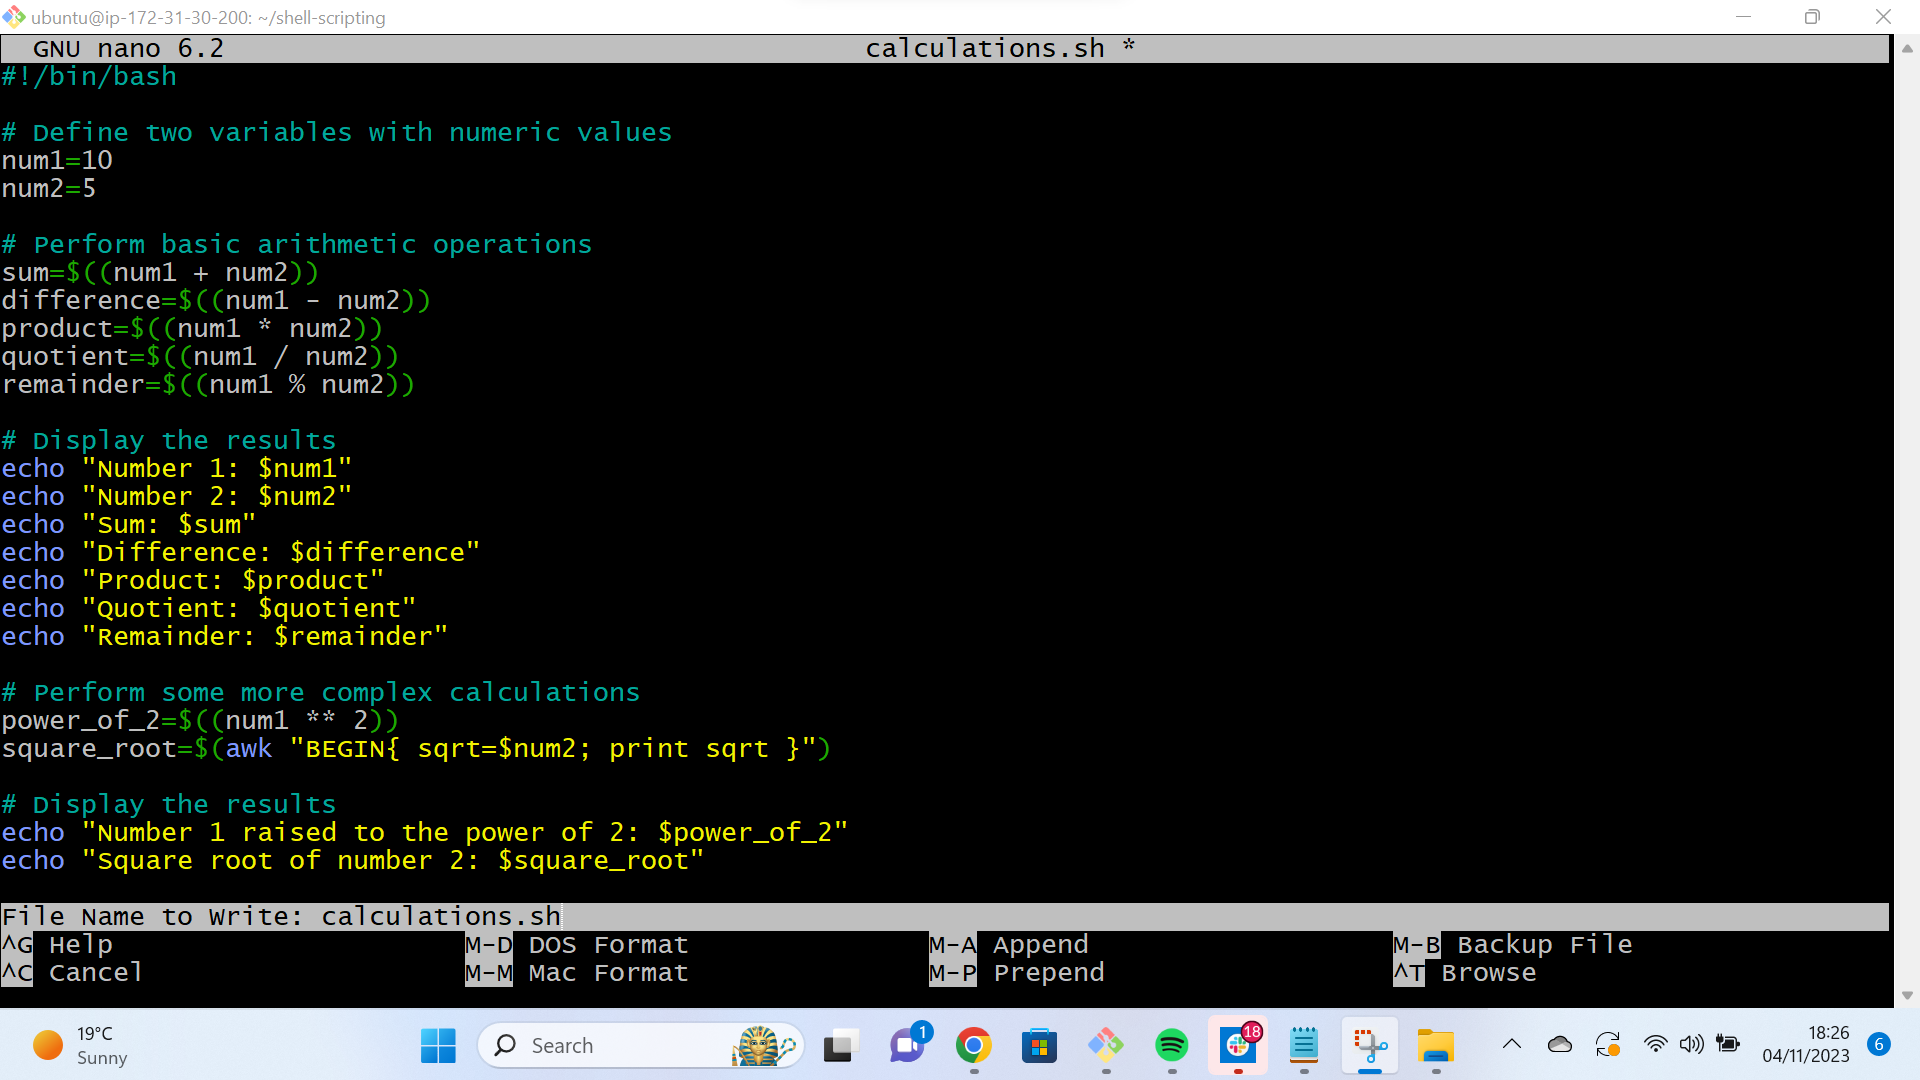 ubuntu@ip-172-31-30-200: ~/shell-scripting
GNU nano 6.2 calculations.sh *
#!/bin/bash
# Define two variables with numeric values
num1=10
num2=5
# Perform basic arithmetic operations
sum=$((num1 + num2))
difference=$((num1 - num2))
product=$((num1 * num2))
quotient=$((num1 / num2))
remainder=$((num1 % num2))
# Display the results
echo "Number 1: $num1"
echo "Number 2: $num2"
echo "Sum: $sum"
echo "Difference: $difference"
echo "Product: $product"
echo "Quotient: $quotient"
echo "Remainder: $remainder"
# Perform some more complex calculations
power_of_2=$((num1 ** 2))
square_root=$(awk "BEGIN{ sqrt=$num2; print sqrt }")
# Display the results
echo "Number 1 raised to the power of 2: $power_of_2"
echo "Square root of number 2: $square_root"
File Name to Write: calculations.sh
^G Help M-D DOS Format M-A Append M-B Backup File
^C Cancel M-M Mac Format M-P Prepend ^T Browse
19°C
Sunny
Search
1
18
18:26
04/11/2023
6